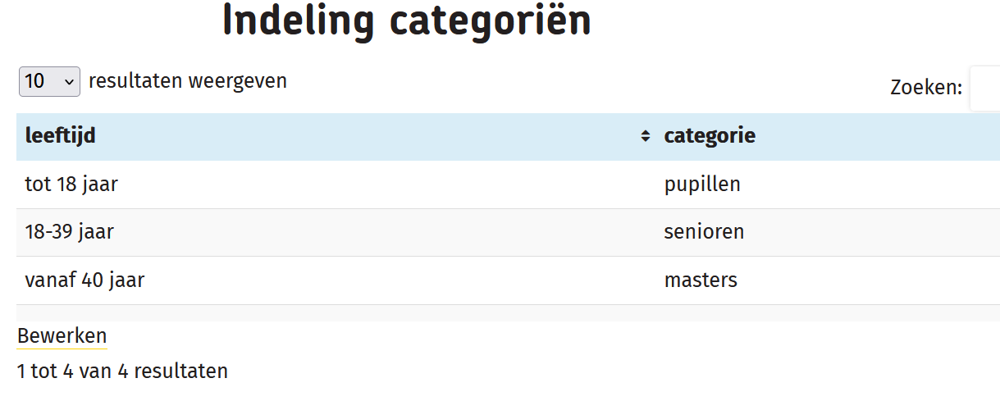 Indeling categoriën
10 resultaten weergeven
Zoeken:
leeftijd categorie
tot 18 jaar pupillen
18-39 jaar senioren
vanaf 40 jaar masters
Bewerken
1 tot 4 van 4 resultaten